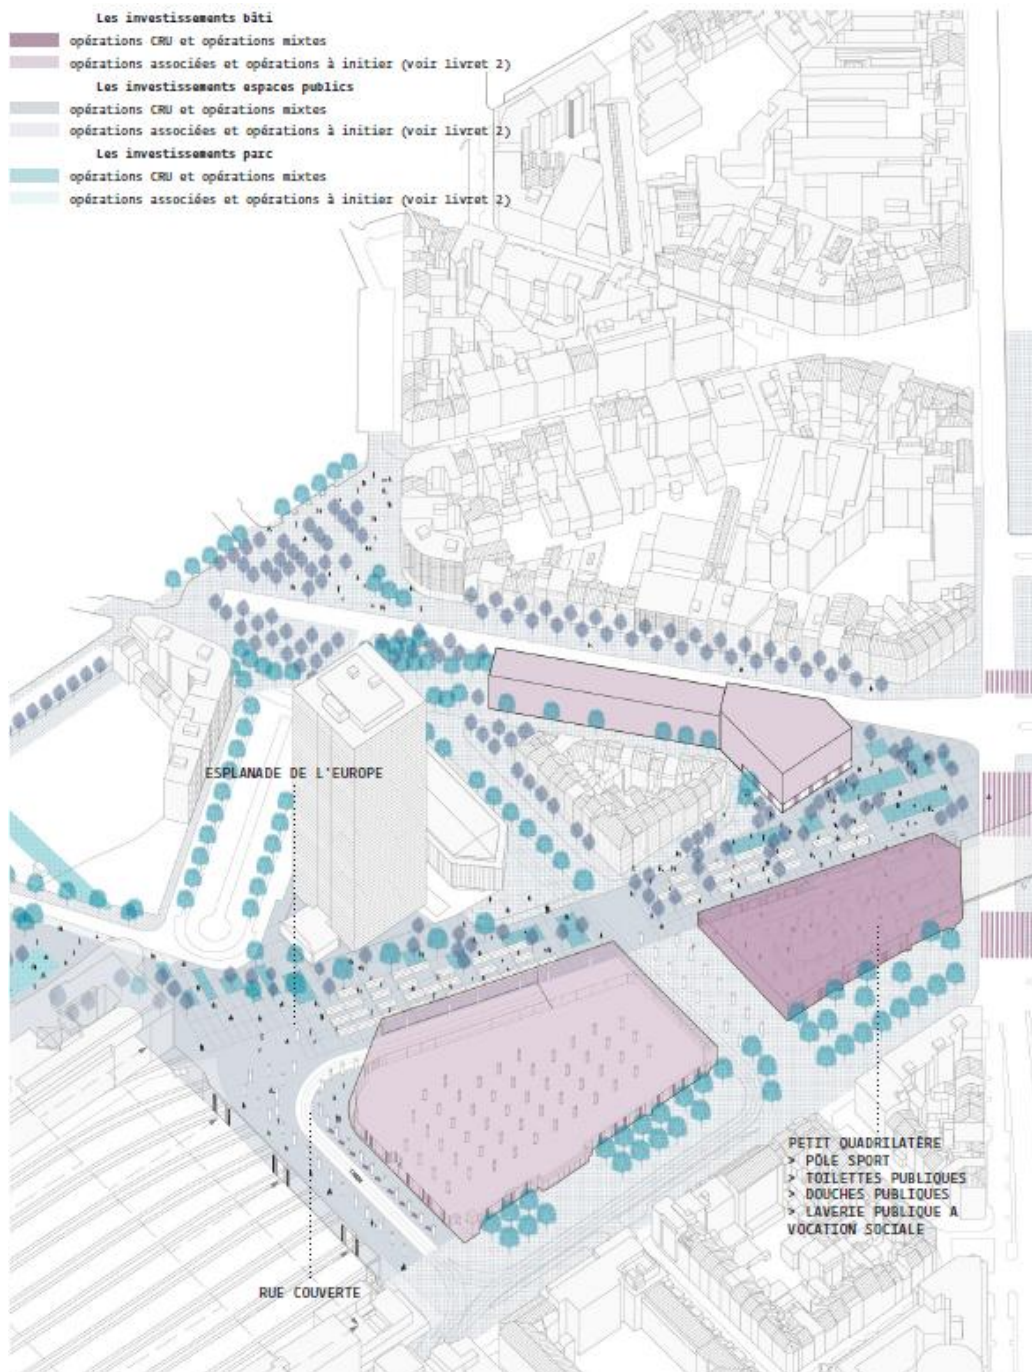 Les investissements bâti
opérations CRU et opérations mixtes
opérations associées et opérations à initier (voir livret 2)
Les investissements espaces publics
opérations CRU et opérations mixtes
opérations associées et opérations à initier (voir livret 2)
Les investissements parc
opérations CRU et opérations mixtes
opérations associées et opérations à initier (voir livret 2)
ESPLANADE DE L'EUROPE
PETIT QUADRILATÈRE
> PÔLE SPORT
> TOILETTES PUBLIQUES
> DOUCHES PUBLIQUES
> LAVERIE PUBLIQUE A
VOCATION SOCIALE
RUE COUVERTE